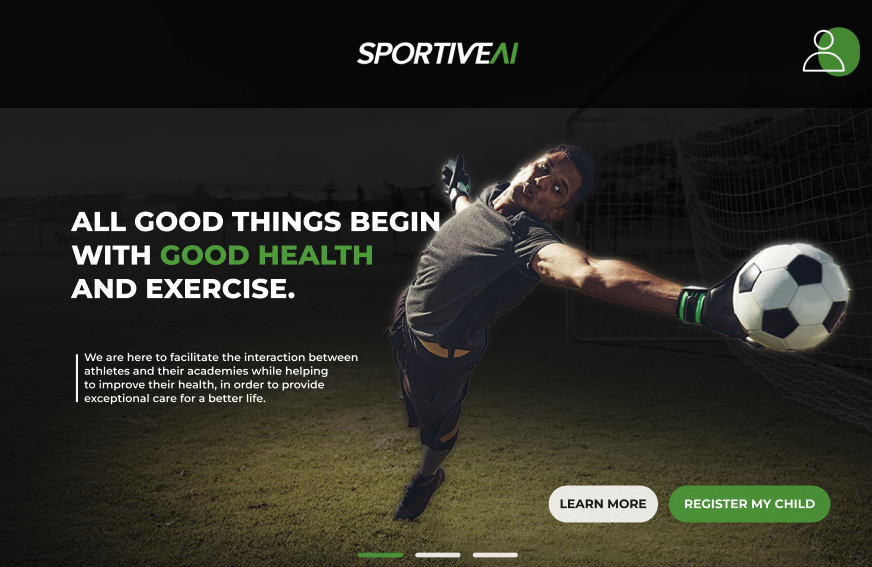 SPORTIVEAI
ALL GOOD THINGS BEGIN
WITH GOOD HEALTH
AND EXERCISE.
We are here to facilitate the interaction between
athletes and their academies while helping
to improve their health, in order to provide
exceptional care for a better life.
LEARN MORE
REGISTER MY CHILD